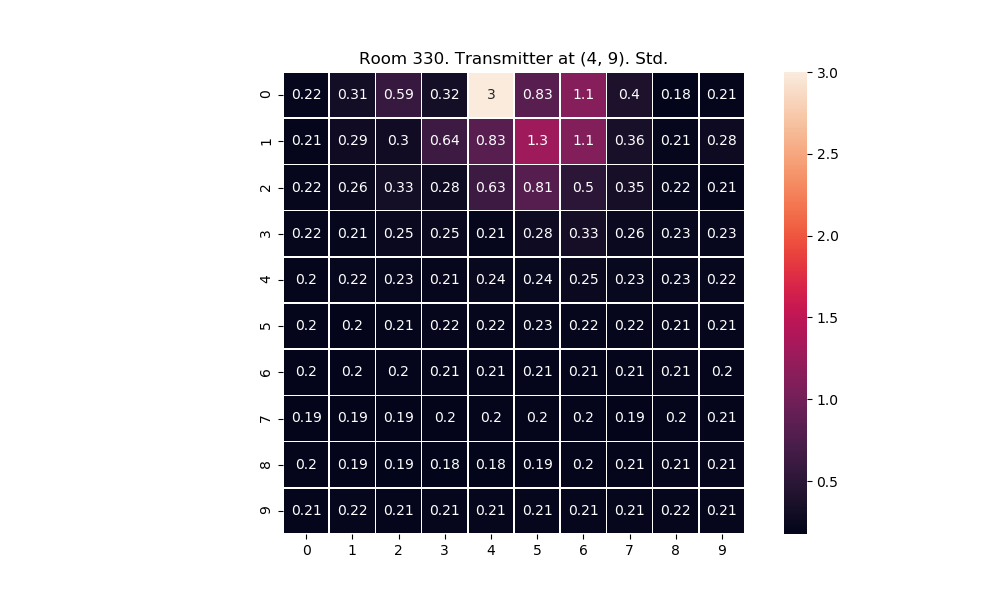 Room 330. Transmitter at (4, 9). Std.
0 0.22 0.31 0.59 0.32 3 0.83 1.1 0.4 0.18 0.21
1 0.21 0.29 0.3 0.64 0.83 1.3 1.1 0.36 0.21 0.28
2 0.22 0.26 0.33 0.28 0.63 0.81 0.5 0.35 0.22 0.21
3 0.22 0.21 0.25 0.25 0.21 0.28 0.33 0.26 0.23 0.23
4 0.2 0.22 0.23 0.21 0.24 0.24 0.25 0.23 0.23 0.22
5 0.2 0.2 0.21 0.22 0.22 0.23 0.22 0.22 0.21 0.21
6 0.2 0.2 0.2 0.21 0.21 0.21 0.21 0.21 0.21 0.2
7 0.19 0.19 0.19 0.2 0.2 0.2 0.2 0.19 0.2 0.21
8 0.2 0.19 0.19 0.18 0.18 0.19 0.2 0.21 0.21 0.21
9 0.21 0.22 0.21 0.21 0.21 0.21 0.21 0.21 0.22 0.21
0 1 2 3 4 5 6 7 8 9
3.0
2.5
2.0
1.5
1.0
0.5